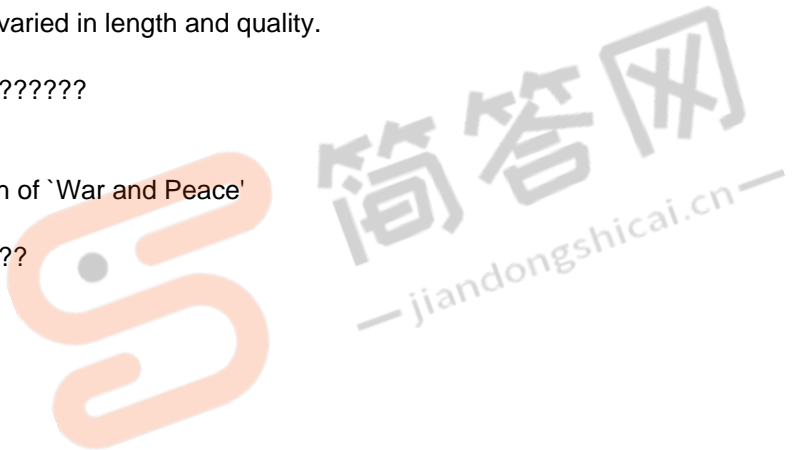 varied in length and quality.
??????
n of `War and Peace'
??
简答网
jiandongshicai.cn